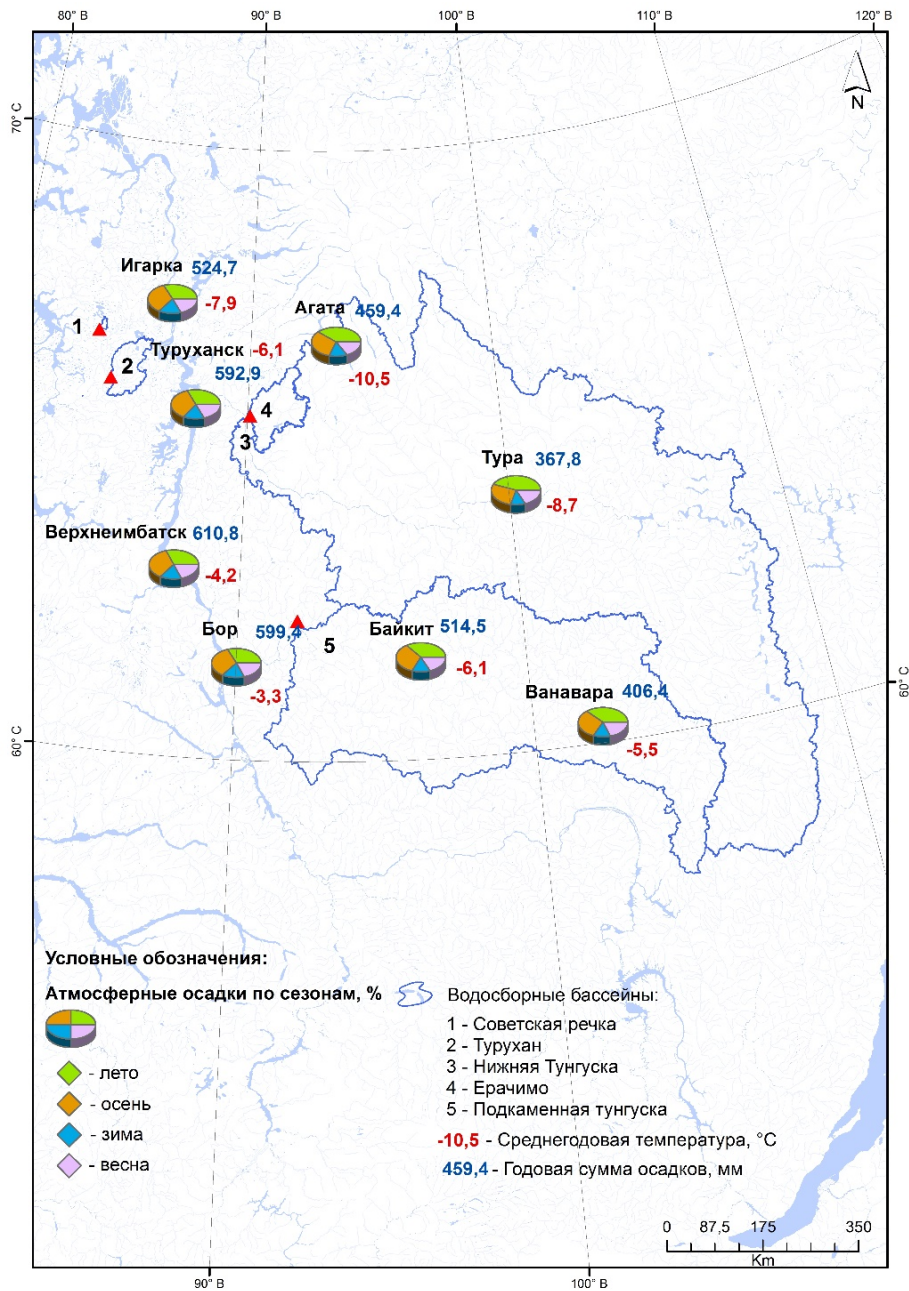 80° В
90° В
100° В
110° В
120° В
N
70° С
Игарка 524,7
-7,9
Агата 459,4
-10,5
1
2
Туруханск -6,1
592,9
4
3
Тура 367,8
-8,7
Верхнеимбатск 610,8
-4,2
Бор 599,4
-3,3
5
Байкит 514,5
-6,1
Ванавара 406,4
-5,5
60° С
60° С
Условные обозначения:
Атмосферные осадки по сезонам, %
- лето
- осень
- зима
- весна
Водосборные бассейны:
1 - Советская речка
2 - Турухан
3 - Нижняя Тунгуска
4 - Ерачимо
5 - Подкаменная тунгуска
-10,5 - Среднегодовая температура, °С
459,4 - Годовая сумма осадков, мм
0 87,5 175 350
Km
90° В
100° В